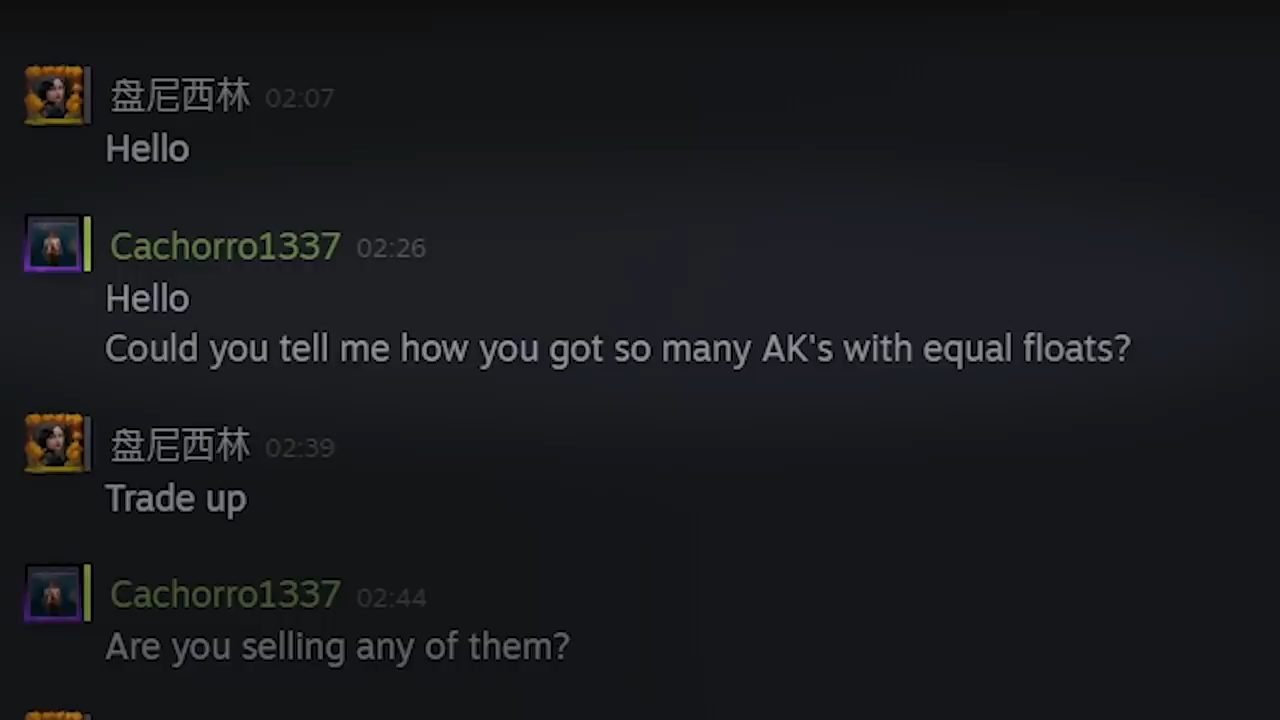 盘尼西林 02:07
Hello
Cachorro1337 02:26
Hello
Could you tell me how you got so many AK's with equal floats?
盘尼西林 02:39
Trade up
Cachorro1337 02:44
Are you selling any of them?